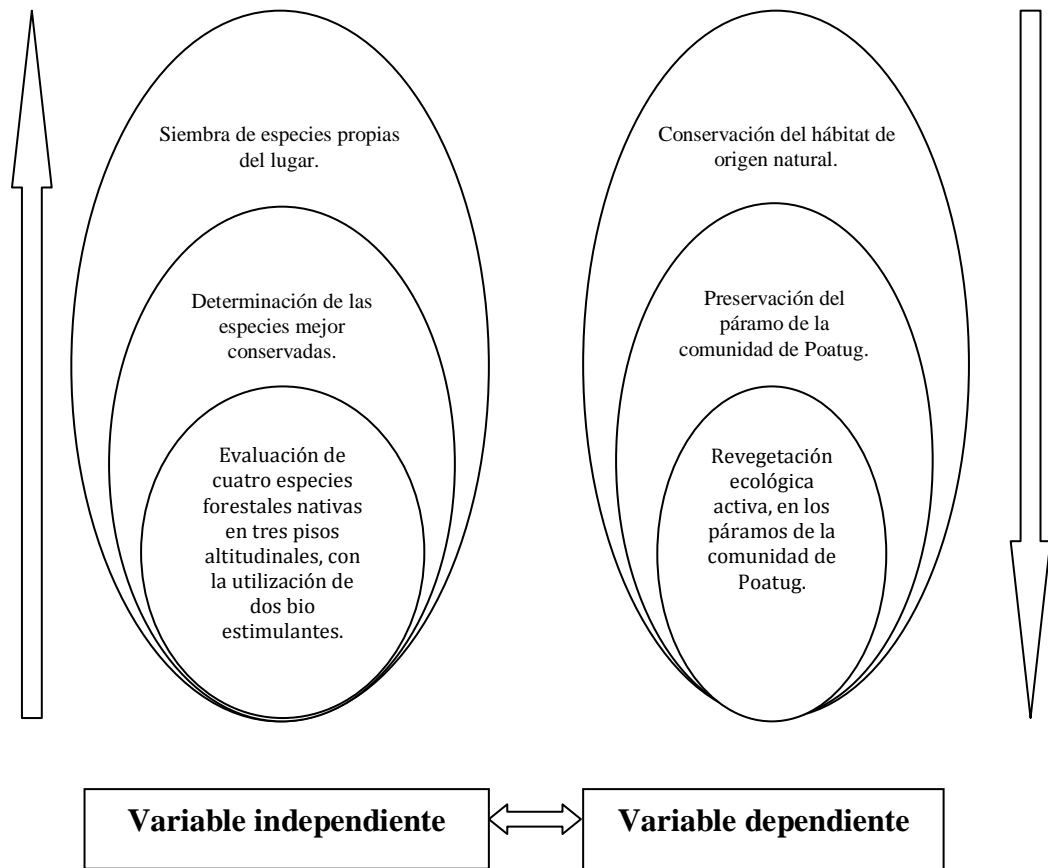 Siembra de especies propias
del lugar.
Determinación de las
especies mejor
conservadas.
Evaluación de
cuatro especies
forestales nativas
en tres pisos
altitudinales, con
la utilización de
dos bio
estimulantes.
Conservación del hábitat de
origen natural.
Preservación del
páramo de la
comunidad de Poatug.
Revegetación
ecológica
activa, en los
páramos de la
comunidad de
Poatug.
Variable independiente
Variable dependiente